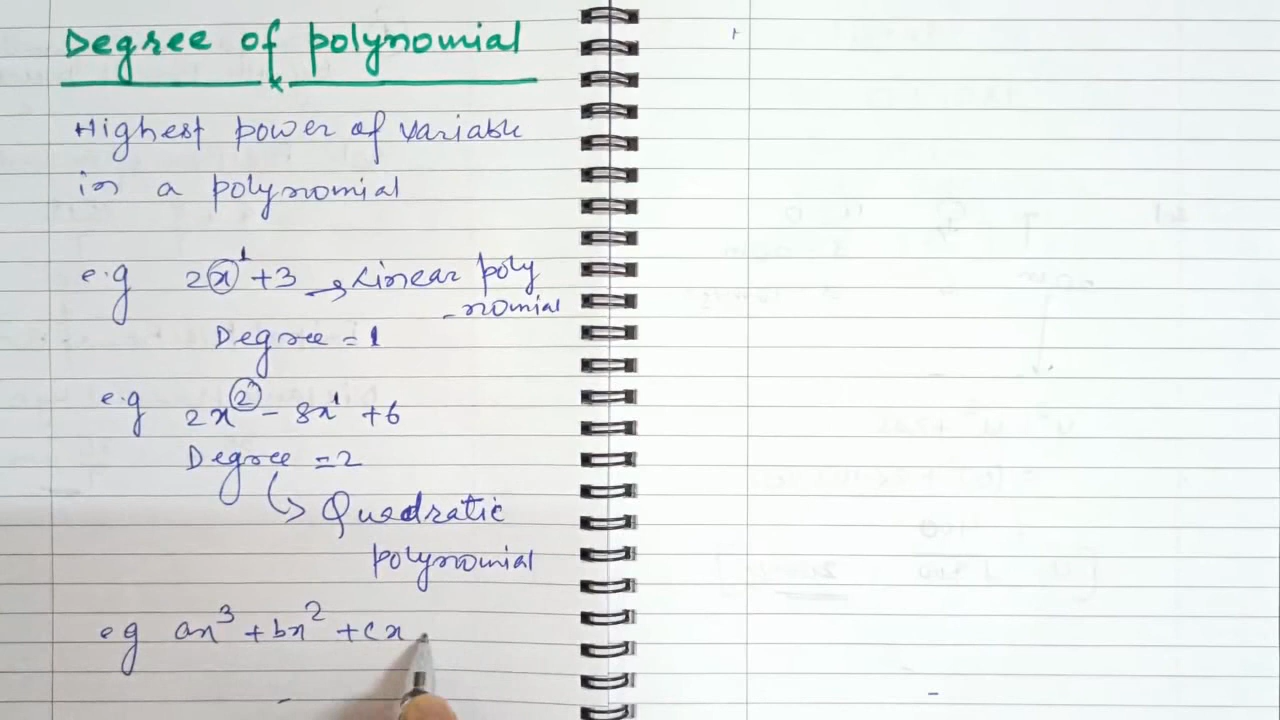 Degree of polynomial
Highest power of variable
in a polynomial
e.g 2x¹ + 3 → Linear poly
-nomial
Degree = 1
e.g 2x² - 8x¹ + 6
Degree = 2
↳ Quadratic
polynomial
eg ax³ + bx² + cx